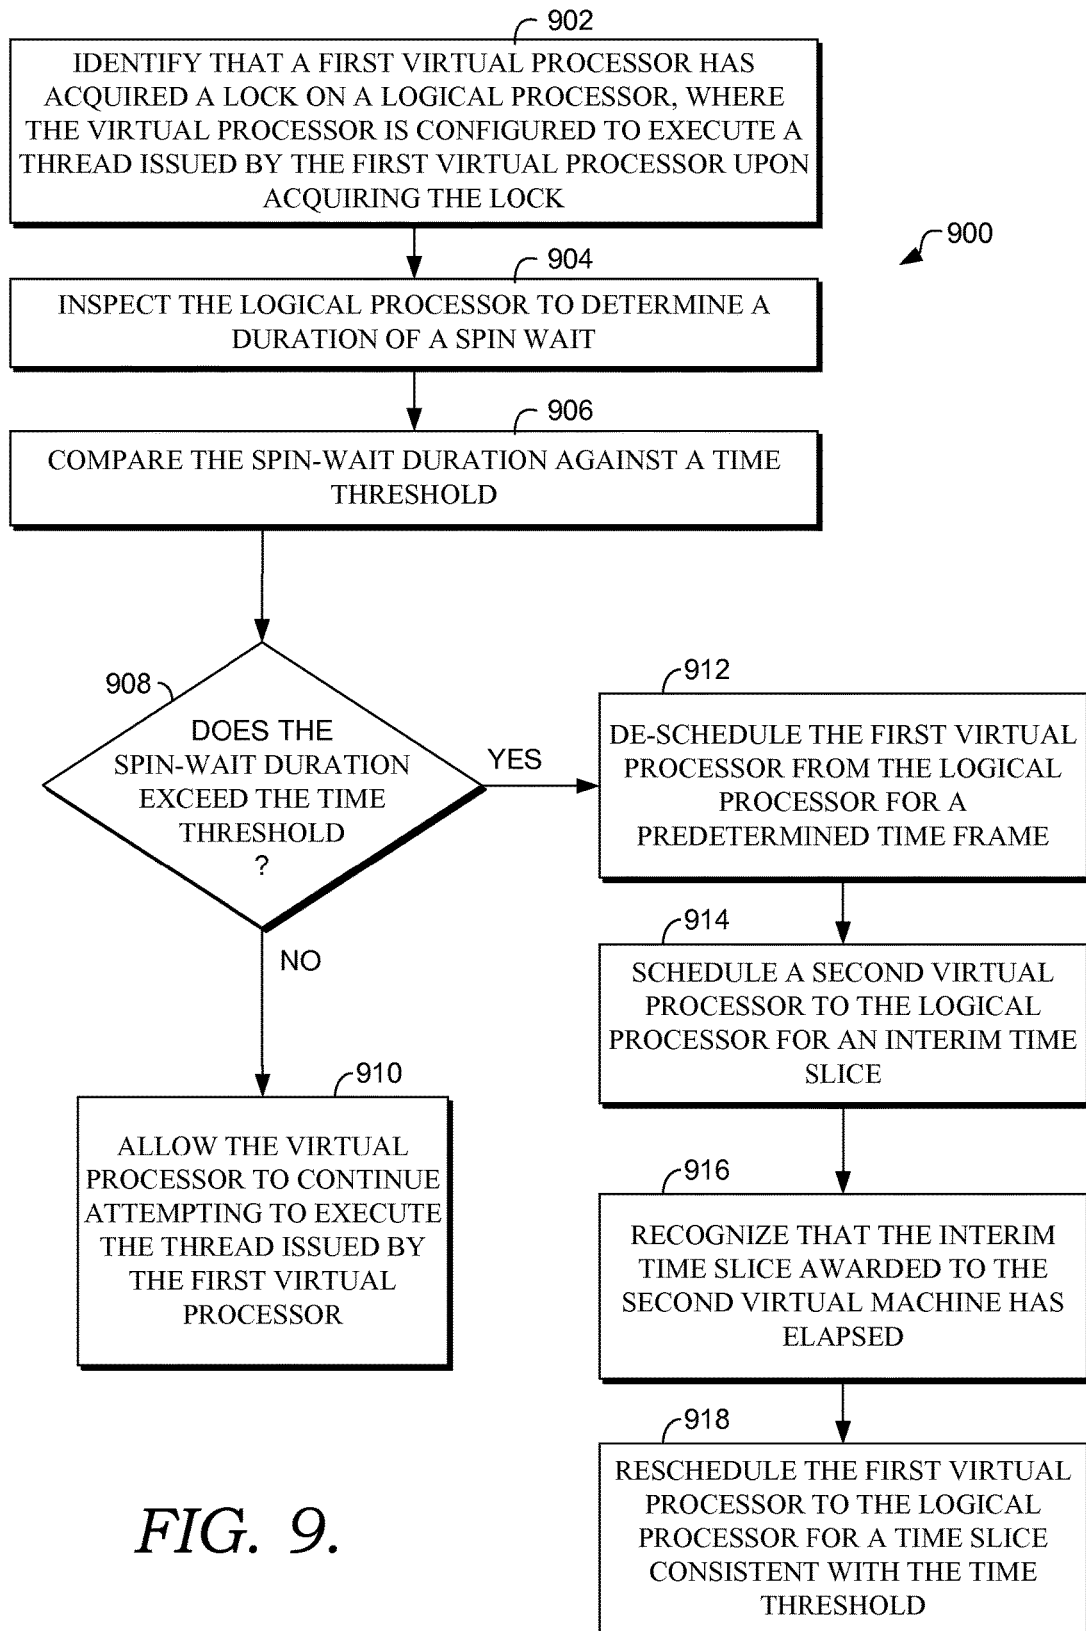 902
IDENTIFY THAT A FIRST VIRTUAL PROCESSOR HAS
ACQUIRED A LOCK ON A LOGICAL PROCESSOR, WHERE
THE VIRTUAL PROCESSOR IS CONFIGURED TO EXECUTE A
THREAD ISSUED BY THE FIRST VIRTUAL PROCESSOR UPON
ACQUIRING THE LOCK
900
904
INSPECT THE LOGICAL PROCESSOR TO DETERMINE A
DURATION OF A SPIN WAIT
906
COMPARE THE SPIN-WAIT DURATION AGAINST A TIME
THRESHOLD
908
DOES THE
SPIN-WAIT DURATION
EXCEED THE TIME
THRESHOLD
?
YES
NO
910
ALLOW THE VIRTUAL
PROCESSOR TO CONTINUE
ATTEMPTING TO EXECUTE
THE THREAD ISSUED BY
THE FIRST VIRTUAL
PROCESSOR
912
DE-SCHEDULE THE FIRST VIRTUAL
PROCESSOR FROM THE LOGICAL
PROCESSOR FOR A
PREDETERMINED TIME FRAME
914
SCHEDULE A SECOND VIRTUAL
PROCESSOR TO THE LOGICAL
PROCESSOR FOR AN INTERIM TIME
SLICE
916
RECOGNIZE THAT THE INTERIM
TIME SLICE AWARDED TO THE
SECOND VIRTUAL MACHINE HAS
ELAPSED
918
RESCHEDULE THE FIRST VIRTUAL
PROCESSOR TO THE LOGICAL
PROCESSOR FOR A TIME SLICE
CONSISTENT WITH THE TIME
THRESHOLD
FIG. 9.